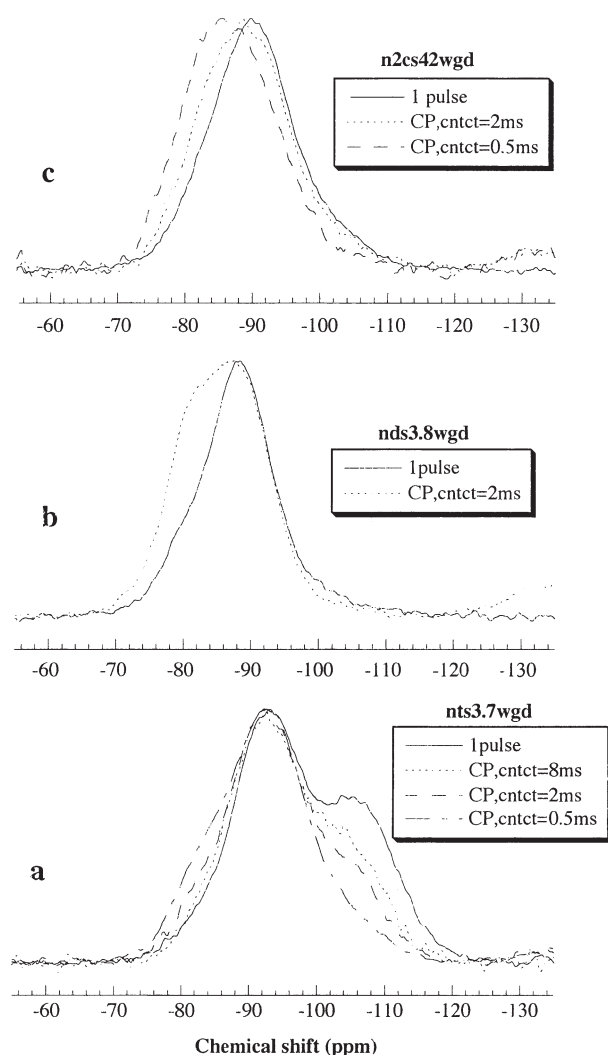 n2cs42wgd
1 pulse
CP,cntct=2ms
CP,cntct=0.5ms
c
-60 -70 -80 -90 -100 -110 -120 -130
nds3.8wgd
1pulse
CP,cntct=2ms
b
-60 -70 -80 -90 -100 -110 -120 -130
nts3.7wgd
1pulse
CP,cntct=8ms
CP,cntct=2ms
CP,cntct=0.5ms
a
-60 -70 -80 -90 -100 -110 -120 -130
Chemical shift (ppm)